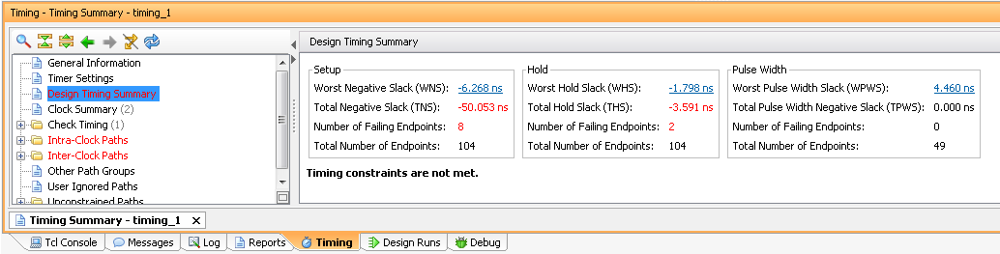 Timing - Timing Summary - timing_1
General Information
Timer Settings
Design Timing Summary
Clock Summary (2)
Check Timing (1)
Intra-Clock Paths
Inter-Clock Paths
Other Path Groups
User Ignored Paths
Unconstrained Paths
Design Timing Summary
Setup
Worst Negative Slack (WNS): -6.268 ns
Total Negative Slack (TNS): -50.053 ns
Number of Failing Endpoints: 8
Total Number of Endpoints: 104
Hold
Worst Hold Slack (WHS): -1.798 ns
Total Hold Slack (THS): -3.591 ns
Number of Failing Endpoints: 2
Total Number of Endpoints: 104
Pulse Width
Worst Pulse Width Slack (WPWS): 4.460 ns
Total Pulse Width Negative Slack (TPWS): 0.000 ns
Number of Failing Endpoints: 0
Total Number of Endpoints: 49
Timing constraints are not met.
Timing Summary - timing_1
Tcl Console Messages Log Reports Timing Design Runs Debug